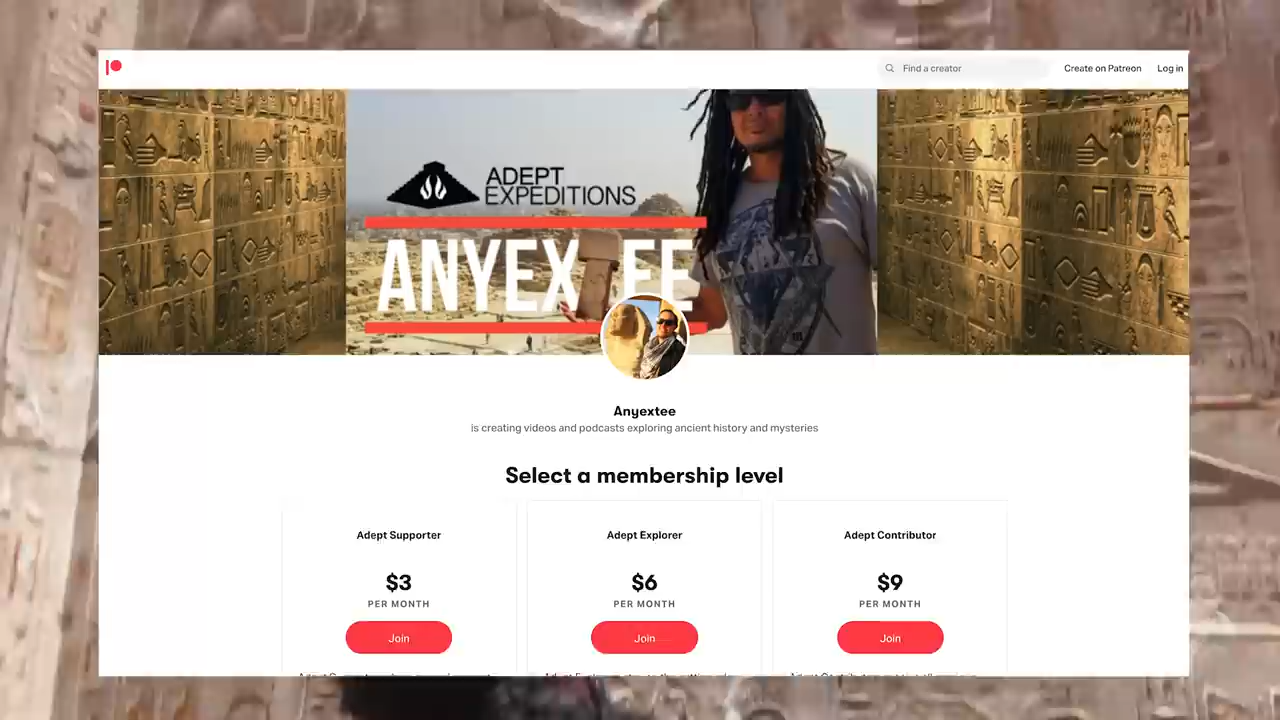 Find a creator
Create on Patreon
Log in
ADEPT
EXPEDITIONS
ANYEX EE
Anyextee
is creating videos and podcasts exploring ancient history and mysteries
Select a membership level
Adept Supporter
$3
PER MONTH
Join
Adept Explorer
$6
PER MONTH
Join
Adept Contributor
$9
PER MONTH
Join